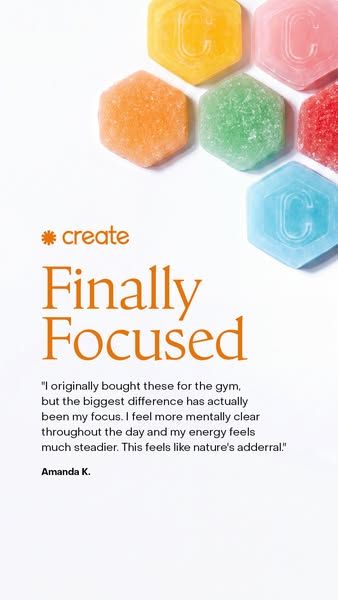 C
C
C
create
Finally
Focused
"I originally bought these for the gym,
but the biggest difference has actually
been my focus. I feel more mentally clear
throughout the day and my energy feels
much steadier. This feels like nature's adderral."
Amanda K.